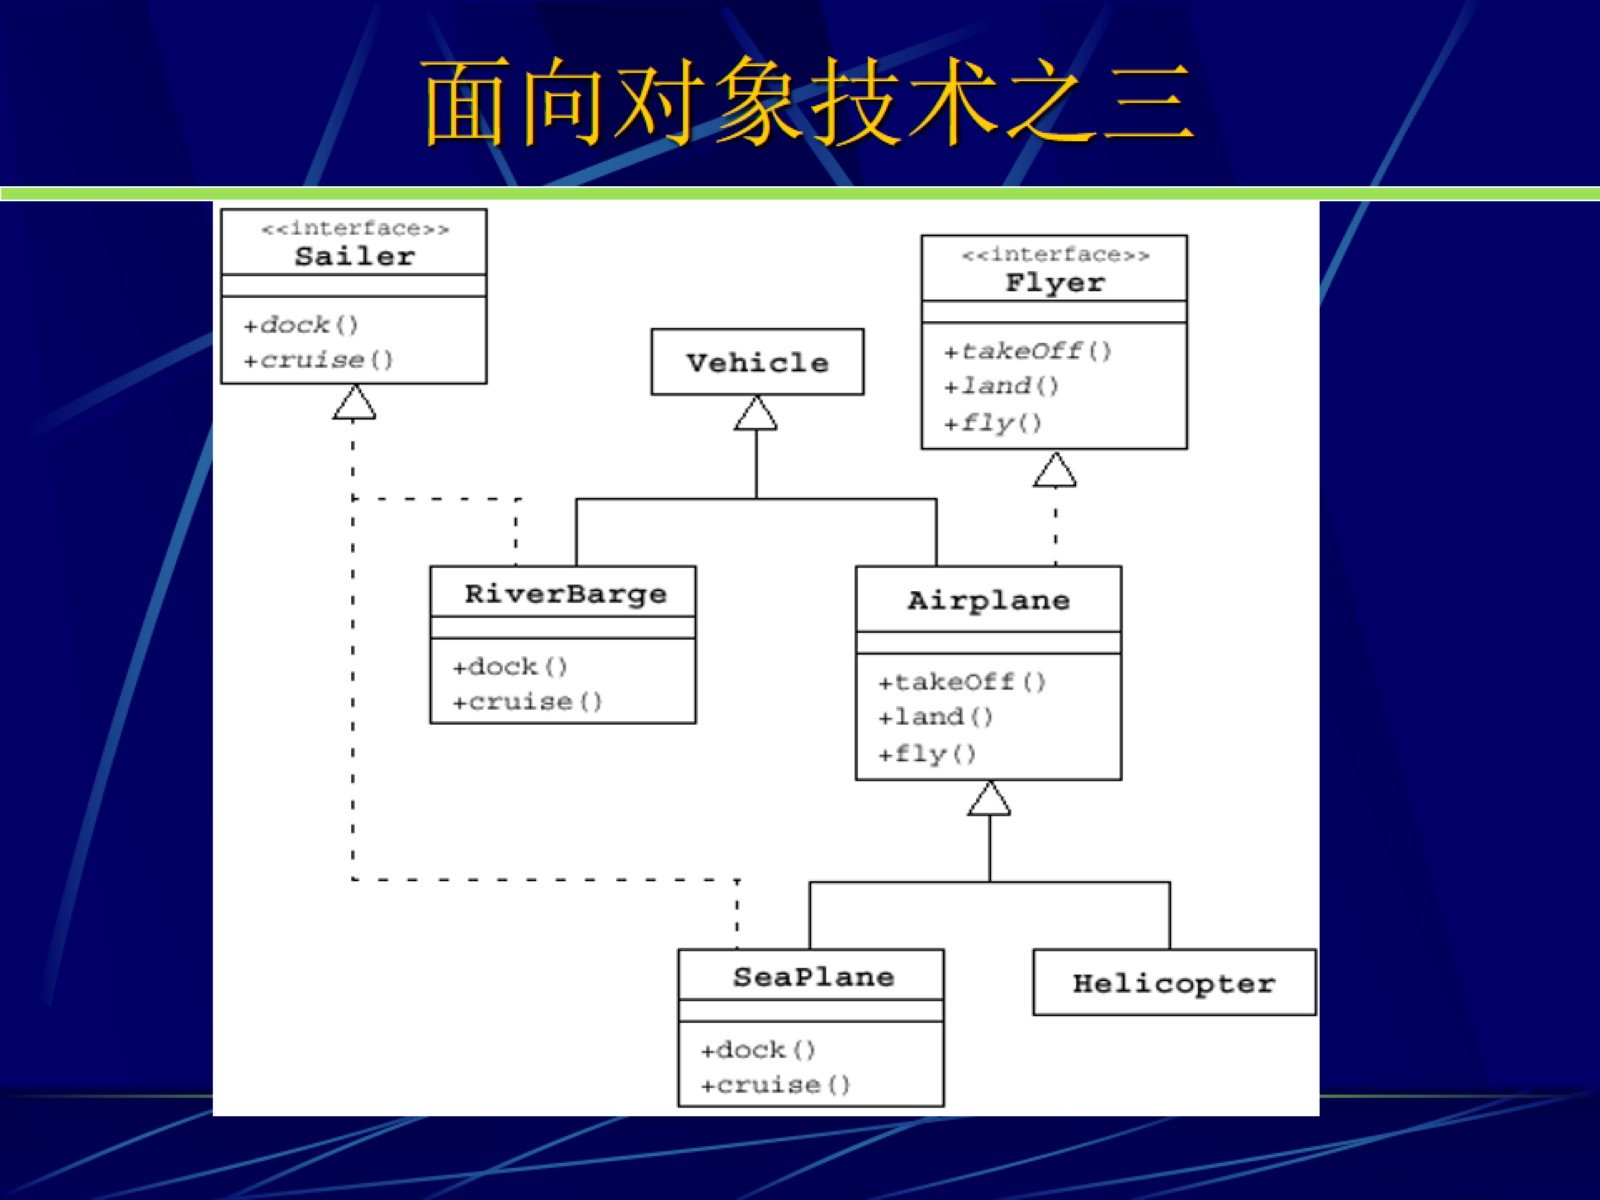 面向对象技术之三
<<interface>>
Sailer
+dock()
+cruise()
Vehicle
<<interface>>
Flyer
+takeOff()
+land()
+fly()
RiverBarge
+dock()
+cruise()
Airplane
+takeOff()
+land()
+fly()
SeaPlane
+dock()
+cruise()
Helicopter